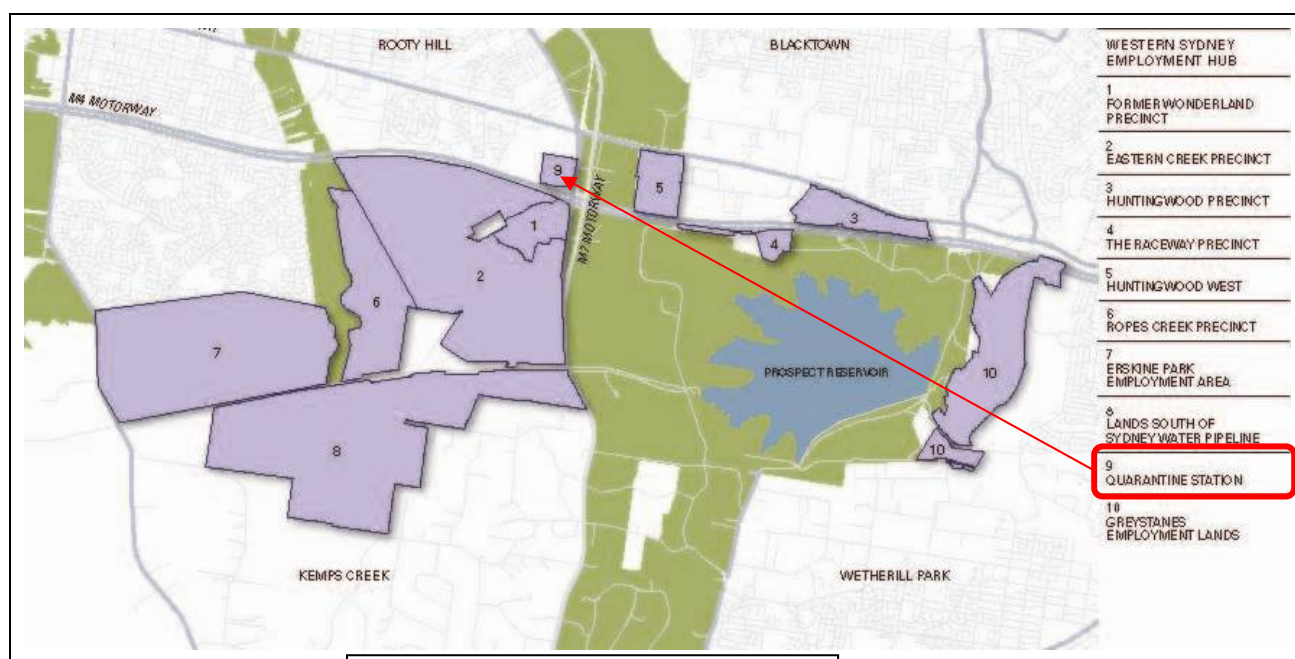 ROOTY HILL
BLACKTOWN
M4 MOTORWAY
9
5
M7 MOTORWAY
3
1
4
2
6
7
PROSPECT RESERVOIR
10
8
10
KEMPS CREEK
WETHERILL PARK
WESTERN SYDNEY
EMPLOYMENT HUB
1
FORMER WONDERLAND
PRECINCT
2
EASTERN CREEK PRECINCT
3
HUNTINGWOOD PRECINCT
4
THE RACEWAY PRECINCT
5
HUNTINGWOOD WEST
6
ROPES CREEK PRECINCT
7
ERSKINE PARK
EMPLOYMENT AREA
8
LANDS SOUTH OF
SYDNEY WATER PIPELINE
9
QUARANTINE STATION
10
GREYSTANES
EMPLOYMENT LANDS